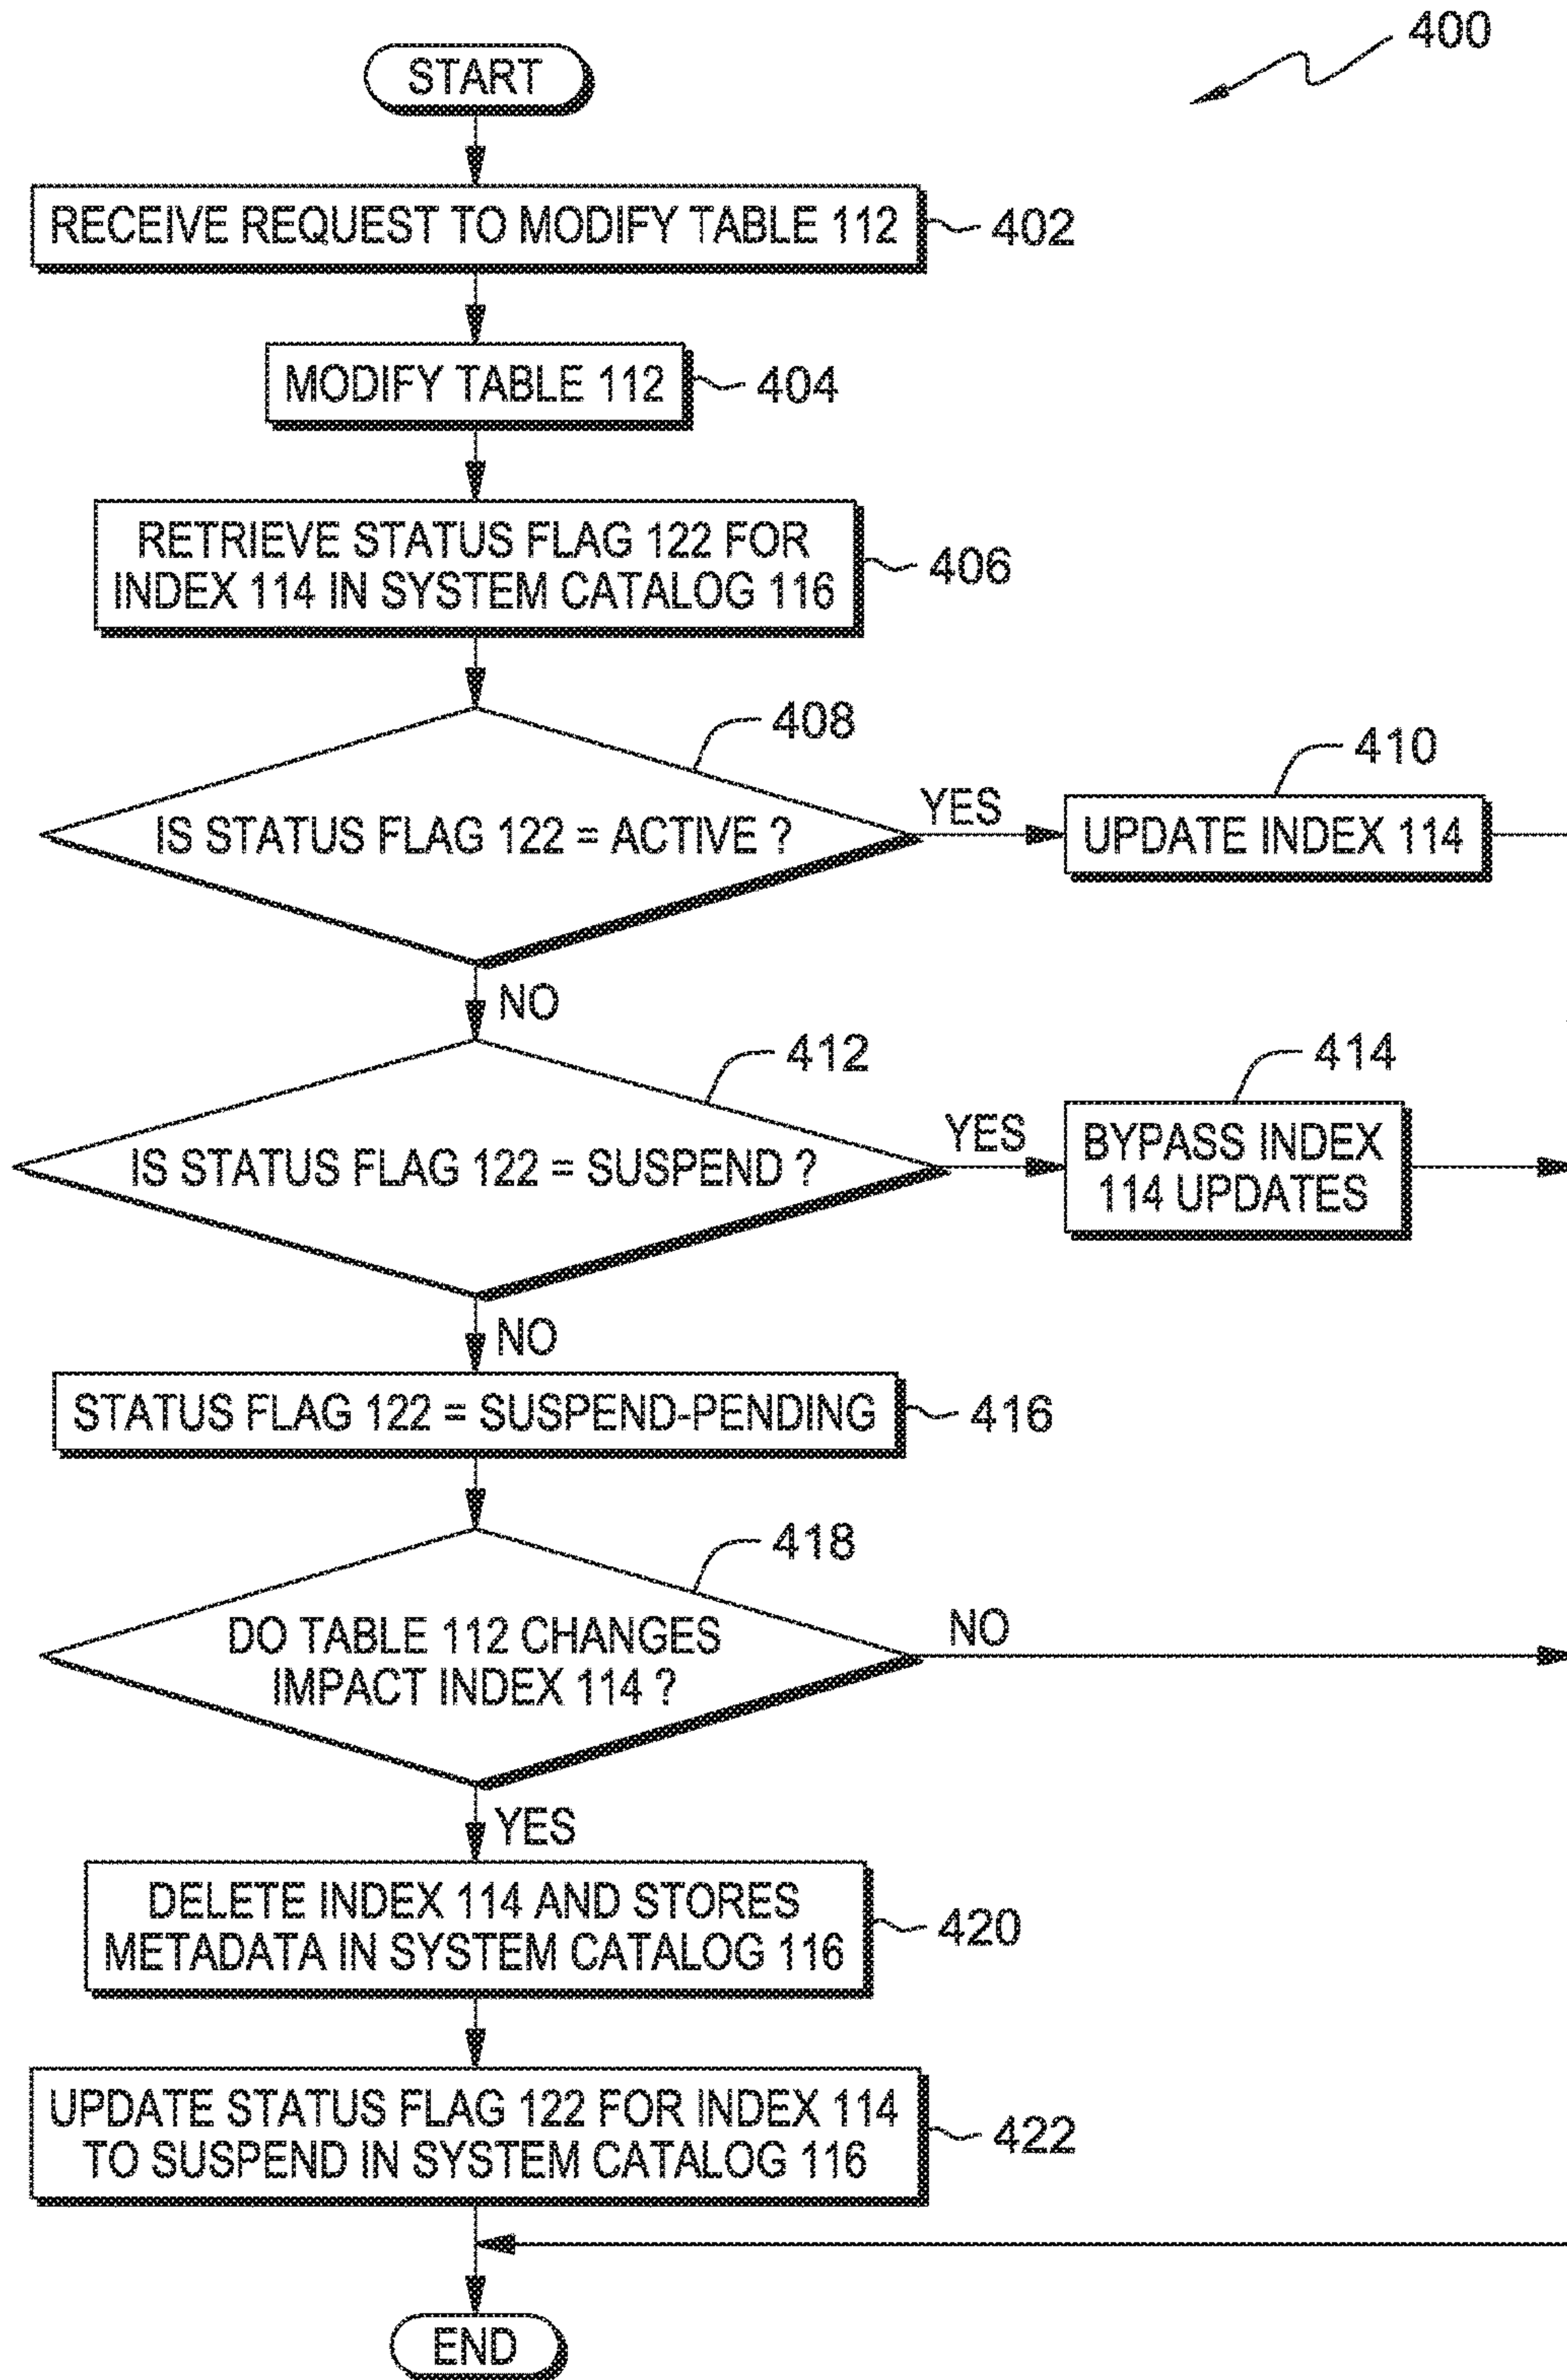 400
START
RECEIVE REQUEST TO MODIFY TABLE 112
402
MODIFY TABLE 112
404
RETRIEVE STATUS FLAG 122 FOR
INDEX 114 IN SYSTEM CATALOG 116
406
408
IS STATUS FLAG 122 = ACTIVE ?
YES
410
UPDATE INDEX 114
NO
412
IS STATUS FLAG 122 = SUSPEND ?
YES
414
BYPASS INDEX
114 UPDATES
NO
STATUS FLAG 122 = SUSPEND-PENDING
416
418
DO TABLE 112 CHANGES
IMPACT INDEX 114 ?
NO
YES
DELETE INDEX 114 AND STORES
METADATA IN SYSTEM CATALOG 116
420
UPDATE STATUS FLAG 122 FOR INDEX 114
TO SUSPEND IN SYSTEM CATALOG 116
422
END